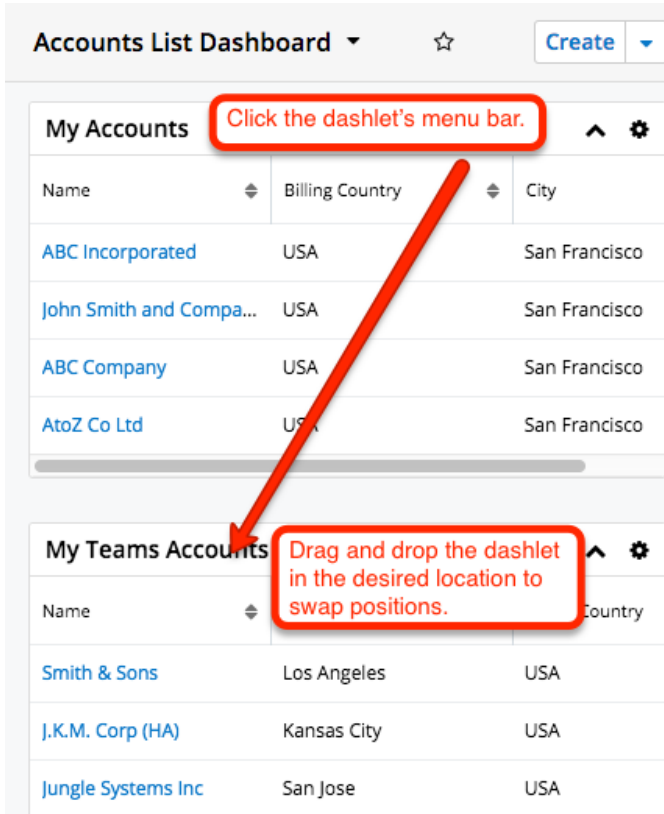 Accounts List Dashboard Create
My Accounts Click the dashlet's menu bar.
Name Billing Country City
ABC Incorporated USA San Francisco
John Smith and Compa... USA San Francisco
ABC Company USA San Francisco
AtoZ Co Ltd USA San Francisco
My Teams Accounts
Drag and drop the dashlet
in the desired location to
swap positions.
Name Country
Smith & Sons Los Angeles USA
J.K.M. Corp (HA) Kansas City USA
Jungle Systems Inc San Jose USA